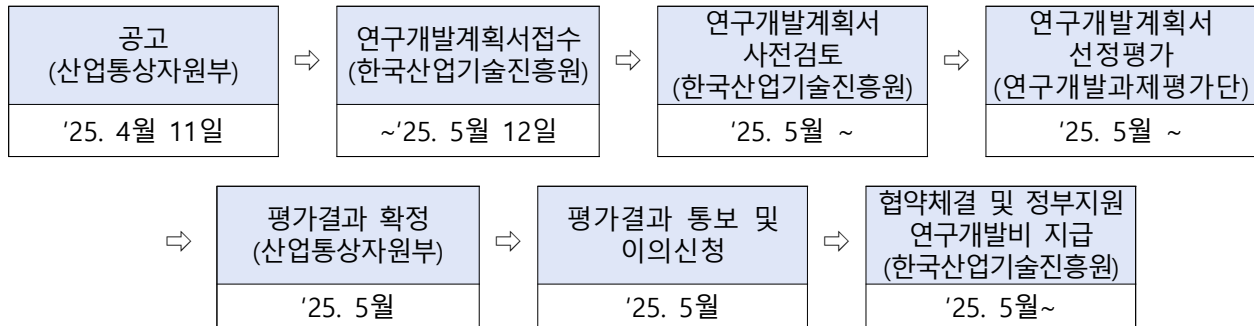 공고
(산업통상자원부)
'25. 4월 11일
⇨
연구개발계획서접수
(한국산업기술진흥원)
~'25. 5월 12일
⇨
연구개발계획서
사전검토
(한국산업기술진흥원)
'25. 5월 ~
⇨
연구개발계획서
선정평가
(연구개발과제평가단)
'25. 5월 ~
⇨
평가결과 확정
(산업통상자원부)
'25. 5월
⇨
평가결과 통보 및
이의신청
'25. 5월
⇨
협약체결 및 정부지원
연구개발비 지급
(한국산업기술진흥원)
'25. 5월~